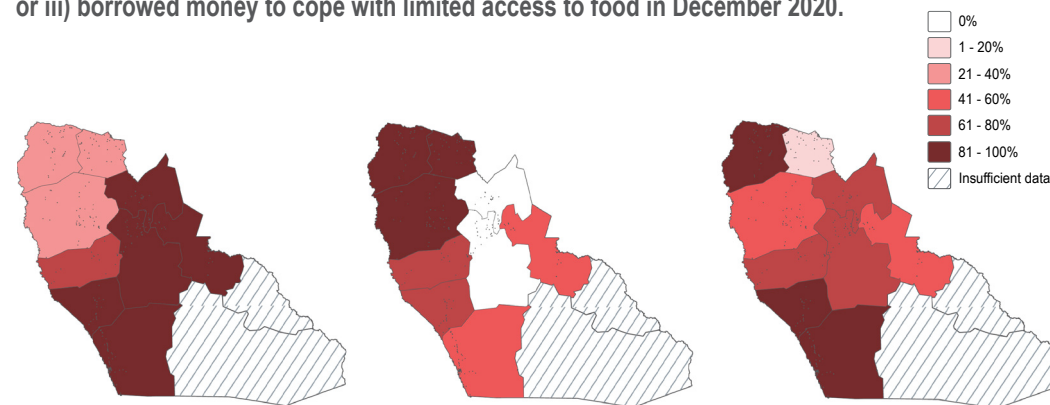 or iii) borrowed money to cope with limited access to food in December 2020.
0%
1 - 20%
21 - 40%
41 - 60%
61 - 80%
81 - 100%
Insufficient data